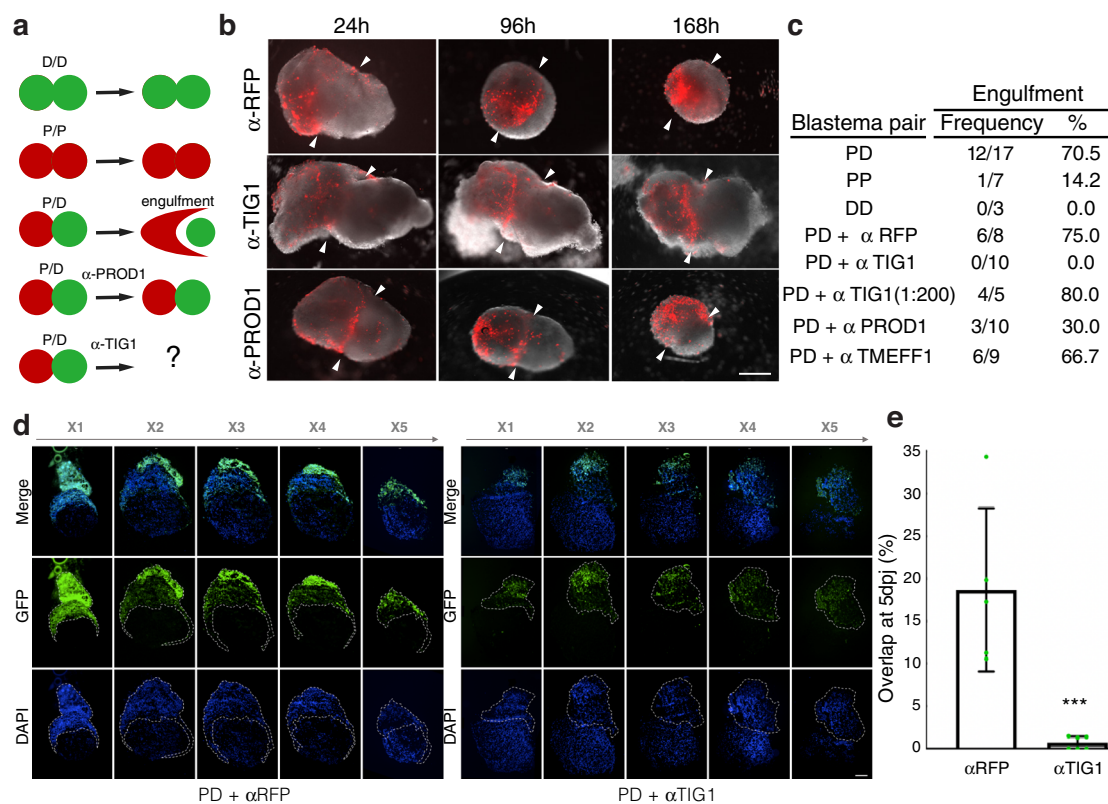 a
D/D
P/P
P/D
engulfment
P/D
α-PROD1
P/D
α-TIG1
?
b
24h
96h
168h
α-RFP
α-TIG1
α-PROD1
c
Engulfment
Blastema pair Frequency %
PD 12/17 70.5
PP 1/7 14.2
DD 0/3 0.0
PD + α RFP 6/8 75.0
PD + α TIG1 0/10 0.0
PD + α TIG1(1:200) 4/5 80.0
PD + α PROD1 3/10 30.0
PD + α TMEFF1 6/9 66.7
d
X1 X2 X3 X4 X5
Merge
GFP
DAPI
PD + αRFP
X1 X2 X3 X4 X5
Merge
GFP
DAPI
PD + αTIG1
e
Overlap at 5dpj (%)
35
30
25
20
15
10
5
0
***
αRFP αTIG1